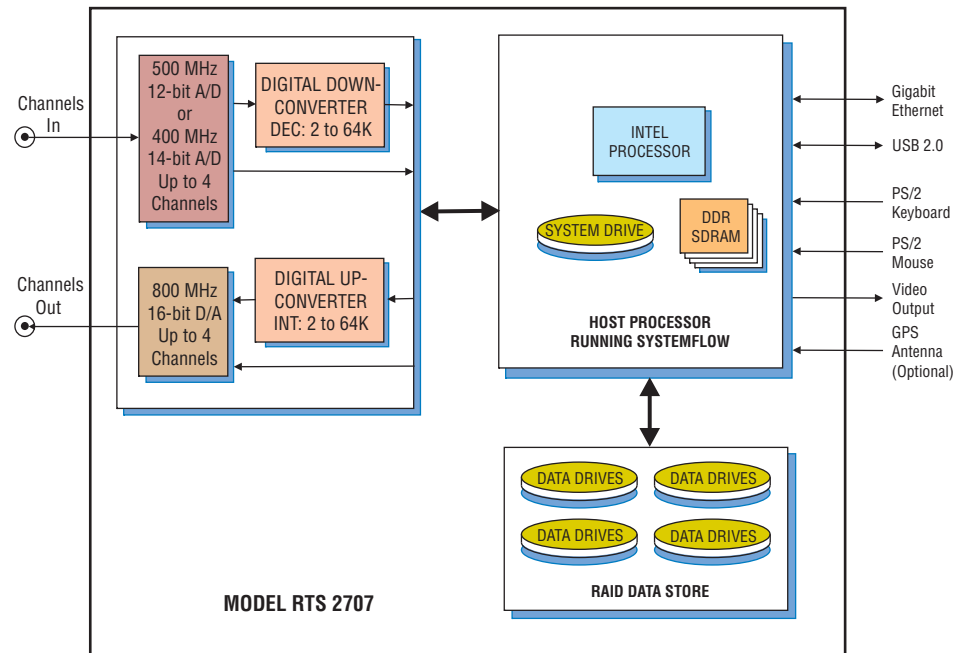 Channels
In
500 MHz
12-bit A/D
or
400 MHz
14-bit A/D
Up to 4
Channels
DIGITAL DOWN-
CONVERTER
DEC: 2 to 64K
Channels
Out
800 MHz
16-bit D/A
Up to 4
Channels
DIGITAL UP-
CONVERTER
INT: 2 to 64K
INTEL
PROCESSOR
SYSTEM DRIVE
DDR
SDRAM
HOST PROCESSOR
RUNNING SYSTEMFLOW
Gigabit
Ethernet
USB 2.0
PS/2
Keyboard
PS/2
Mouse
Video
Output
GPS
Antenna
(Optional)
DATA DRIVES
DATA DRIVES
DATA DRIVES
DATA DRIVES
RAID DATA STORE
MODEL RTS 2707